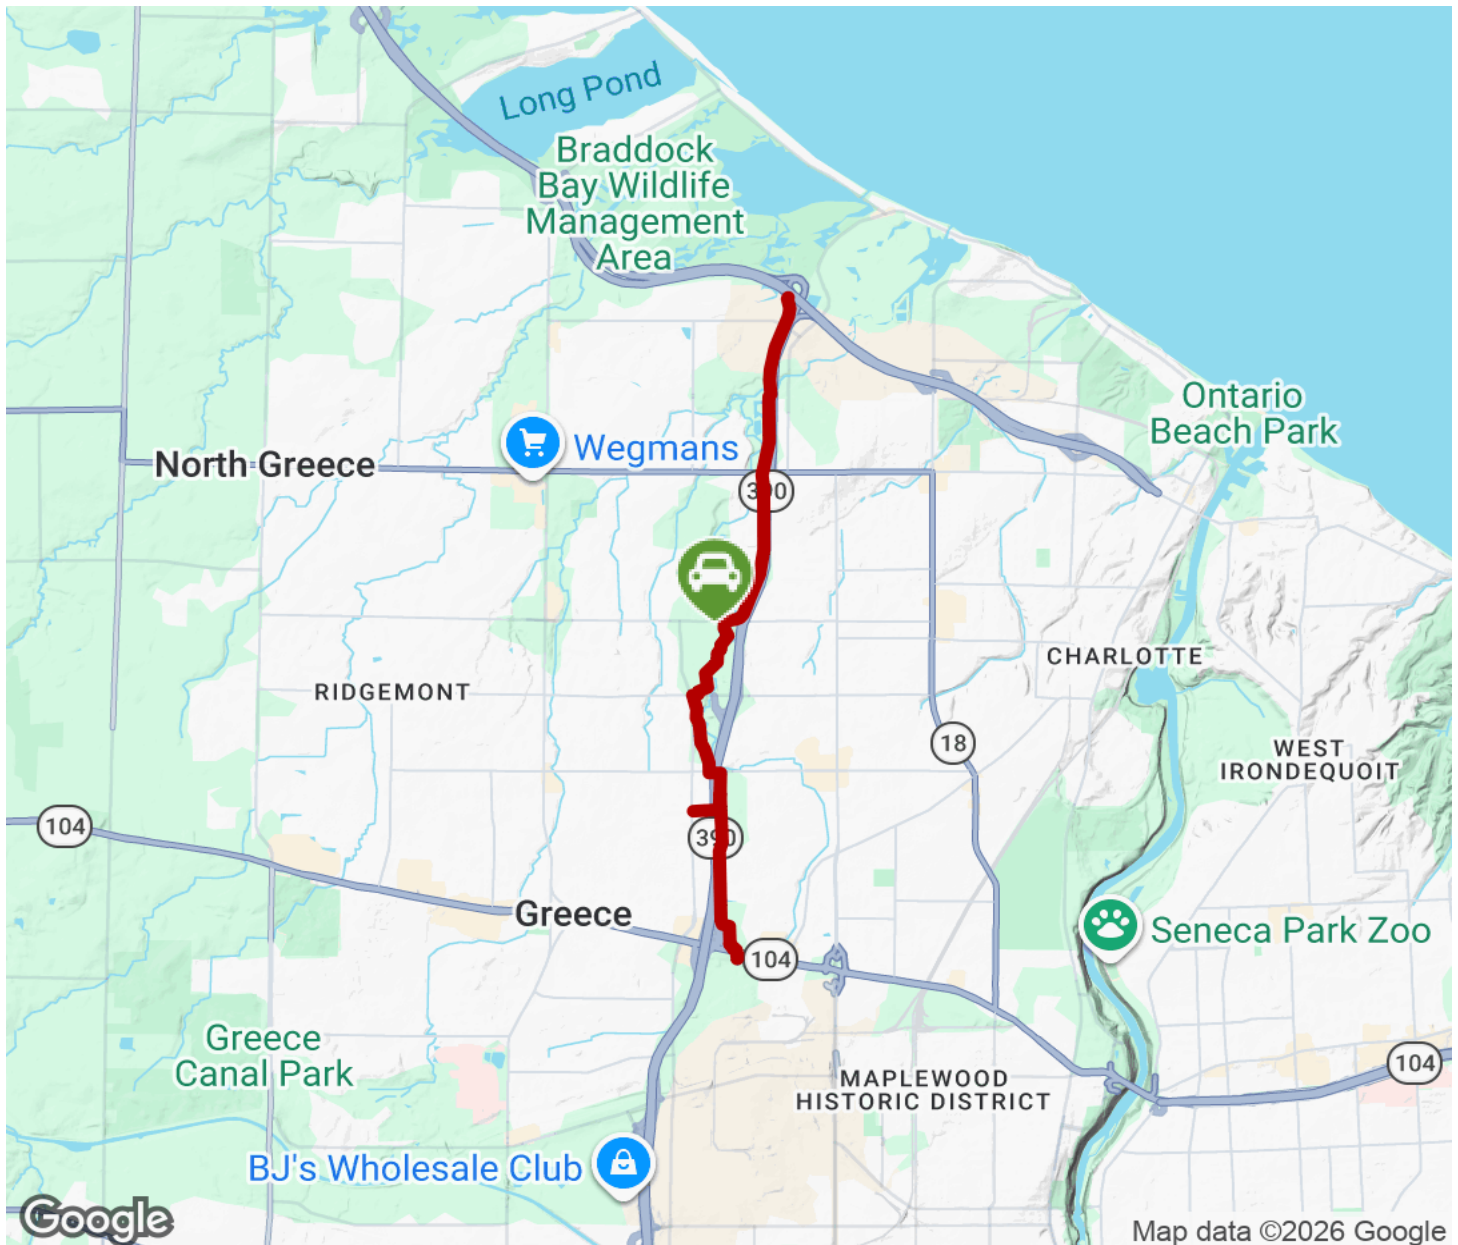 Long Pond
Braddock
Bay Wildlife
Management
Area
Ontario
Beach Park
Wegmans
North Greece
390
CHARLOTTE
RIDGEMONT
18
WEST
IRONDEQUOIT
104
390
Greece
Seneca Park Zoo
104
Greece
Canal Park
104
MAPLEWOOD
HISTORIC DISTRICT
BJ's Wholesale Club
Google
Map data ©2026 Google